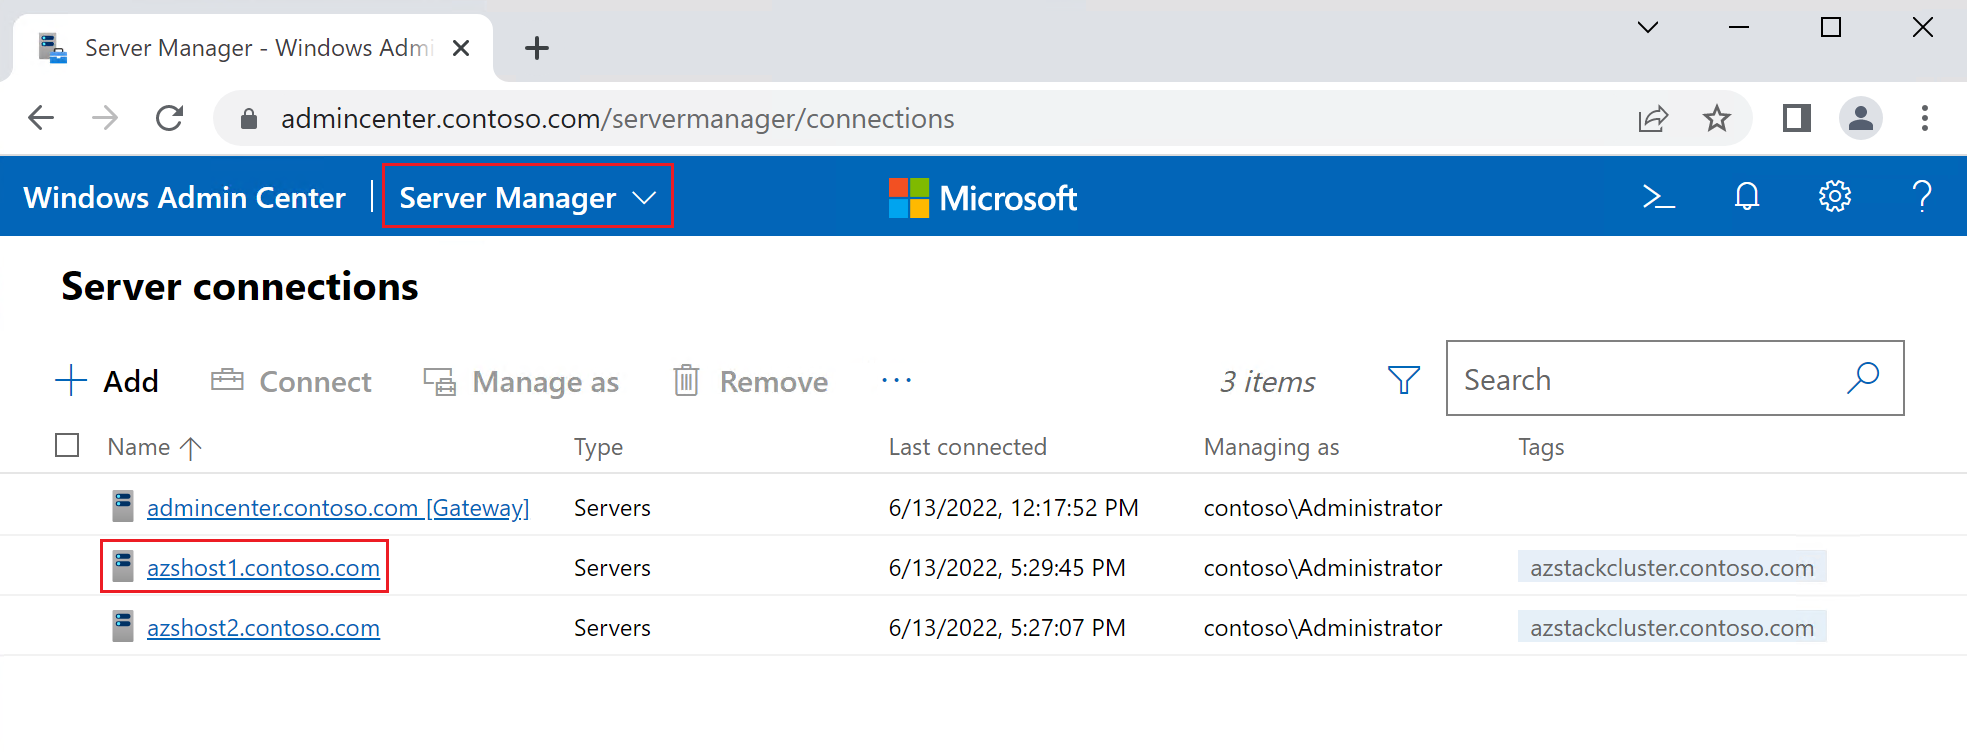 Server Manager - Windows Admi
admincenter.contoso.com/servermanager/connections
Windows Admin Center | Server Manager Microsoft
Server connections
Add Connect Manage as Remove ... 3 items Search
Name Type Last connected Managing as Tags
admincenter.contoso.com [Gateway] Servers 6/13/2022, 12:17:52 PM contoso\Administrator
azshost1.contoso.com Servers 6/13/2022, 5:29:45 PM contoso\Administrator azstackcluster.contoso.com
azshost2.contoso.com Servers 6/13/2022, 5:27:07 PM contoso\Administrator azstackcluster.contoso.com